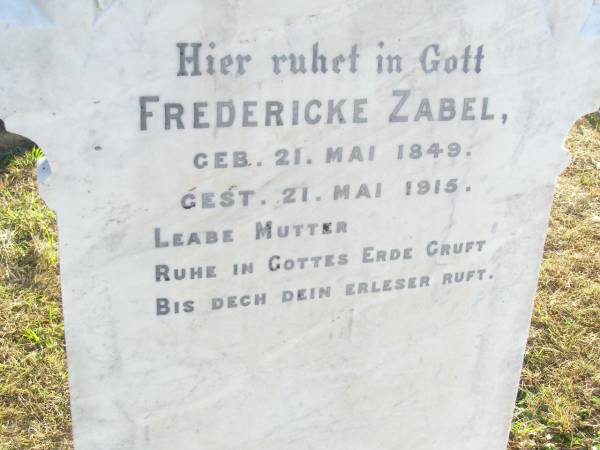 Hier ruhet in Gott
FREDERICKE ZABEL,
GEB. 21. MAI 1849.
GEST. 21. MAI 1915.
LEABE MUTTER
RUHE IN GOTTES ERDE GRUFT
BIS DECH DEIN ERLESER RUFT.